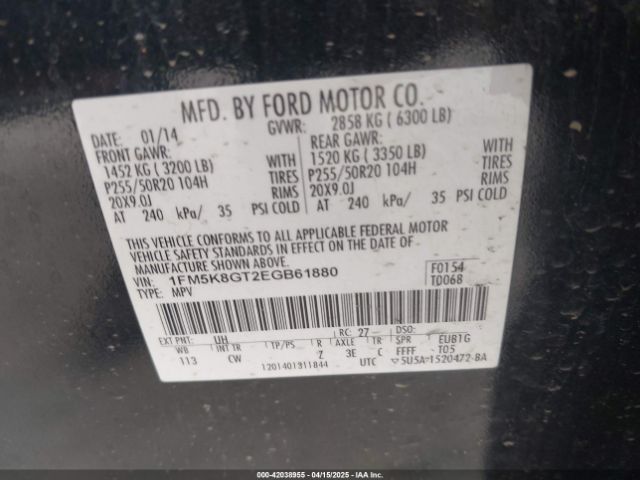 MFD. BY FORD MOTOR CO.
DATE: 01/14 GVWR: 2858 KG ( 6300 LB)
FRONT GAWR: REAR GAWR:
1452 KG ( 3200 LB) WITH 1520 KG ( 3350 LB) WITH
P255/50R20 104H TIRES P255/50R20 104H TIRES
20X9.0J RIMS 20X9.0J RIMS
AT 240 kPa/ 35 PSI COLD AT 240 kPa/ 35 PSI COLD
THIS VEHICLE CONFORMS TO ALL APPLICABLE FEDERAL MOTOR
VEHICLE SAFETY STANDARDS IN EFFECT ON THE DATE OF
MANUFACTURE SHOWN ABOVE.
VIN: 1FM5K8GT2EGB61880 F0154
TYPE: MPV T0068
EXT PNT: UH RC: 27 DSO:
WB INT TR TP/PS R AXLE TR SPR EUB1G
113 CW Z 3E C FFFF T05
1201401911844 UTC 5U5A-1520472-BA
000-42038955 - 04/15/2025 - IAA Inc.